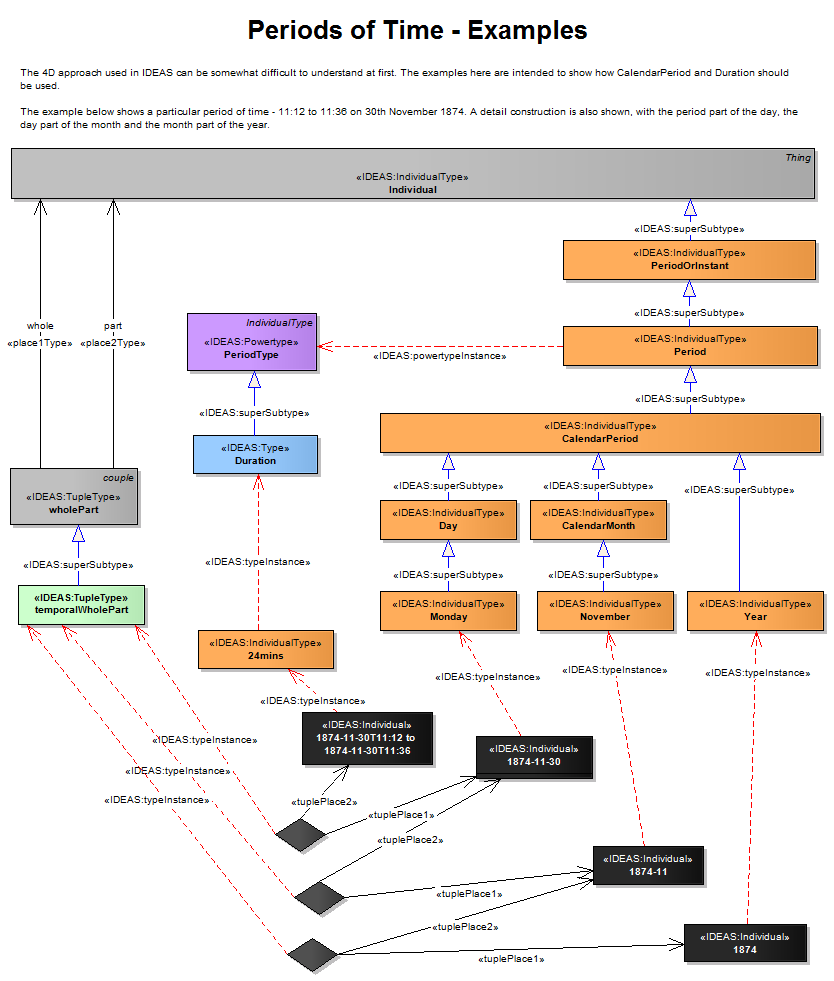 Periods of Time - Examples
The 4D approach used in IDEAS can be somewhat difficult to understand at first. The examples here are intended to show how CalendarPeriod and Duration should
be used.
The example below shows a particular period of time - 11:12 to 11:36 on 30th November 1874. A detail construction is also shown, with the period part of the day, the
day part of the month and the month part of the year.
Thing
«IDEAS:IndividualType»
Individual
«IDEAS:superSubtype»
«IDEAS:IndividualType»
PeriodOrInstant
«IDEAS:superSubtype»
whole
«place1Type»
part
«place2Type»
IndividualType
«IDEAS:Powertype»
PeriodType
«IDEAS:powertypeInstance»
«IDEAS:IndividualType»
Period
«IDEAS:superSubtype»
«IDEAS:superSubtype»
«IDEAS:IndividualType»
CalendarPeriod
«IDEAS:Type»
Duration
couple
«IDEAS:TupleType»
wholePart
«IDEAS:superSubtype»
«IDEAS:superSubtype»
«IDEAS:superSubtype»
«IDEAS:IndividualType»
Day
«IDEAS:IndividualType»
CalendarMonth
«IDEAS:superSubtype»
«IDEAS:typeInstance»
«IDEAS:superSubtype»
«IDEAS:superSubtype»
«IDEAS:TupleType»
temporalWholePart
«IDEAS:IndividualType»
Monday
«IDEAS:IndividualType»
November
«IDEAS:IndividualType»
Year
«IDEAS:IndividualType»
24mins
«IDEAS:typeInstance»
«IDEAS:typeInstance»
«IDEAS:typeInstance»
«IDEAS:typeInstance»
«IDEAS:Individual»
1874-11-30T11:12 to
1874-11-30T11:36
«IDEAS:Individual»
1874-11-30
«IDEAS:typeInstance»
«IDEAS:typeInstance»
«IDEAS:typeInstance»
«tuplePlace2»
«tuplePlace1»
«tuplePlace2»
«IDEAS:Individual»
1874-11
«tuplePlace1»
«tuplePlace2»
«IDEAS:Individual»
1874
«tuplePlace1»